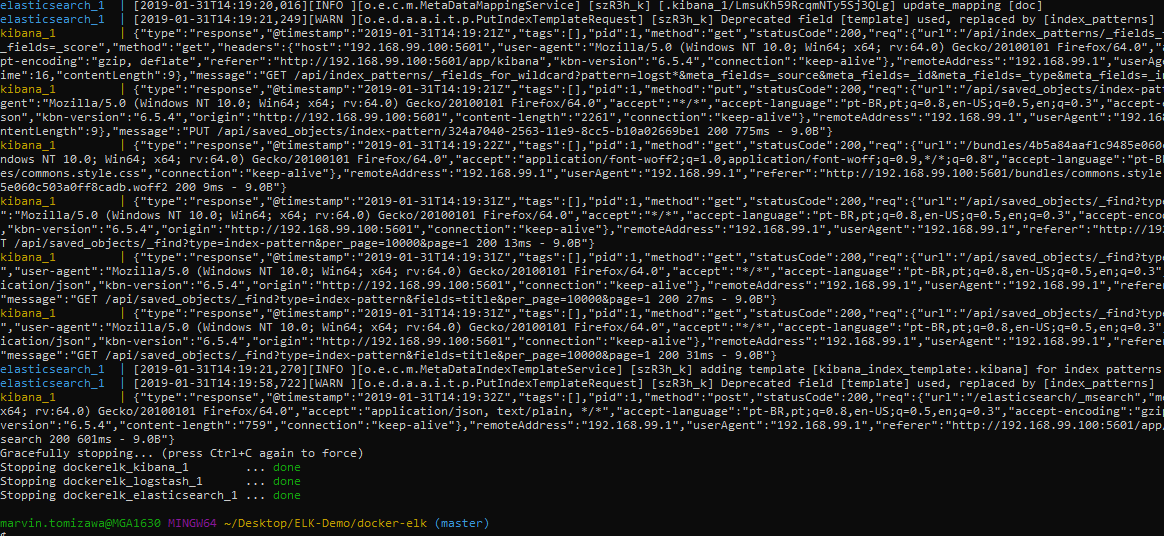 elasticsearch_1  | [2019-01-31T14:19:20,016][INFO ][o.e.c.m.MetaDataMappingService] [szR3h_k] [.kibana_1/LmsuKh59RcqmNTy5Sj3QLg] update_mapping [doc]
elasticsearch_1  | [2019-01-31T14:19:21,249][WARN ][o.e.d.a.a.i.t.p.PutIndexTemplateRequest] [szR3h_k] Deprecated field [template] used, replaced by [index_patterns]
kibana_1         | {"type":"response","@timestamp":"2019-01-31T14:19:21Z","tags":[],"pid":1,"method":"get","statusCode":200,"req":{"url":"/api/index_patterns/_fields_
_fields=_score","method":"get","headers":{"host":"192.168.99.100:5601","user-agent":"Mozilla/5.0 (Windows NT 10.0; Win64; x64; rv:64.0) Gecko/20100101 Firefox/64.0","
pt-encoding":"gzip, deflate","referer":"http://192.168.99.100:5601/app/kibana","kbn-version":"6.5.4","connection":"keep-alive"},"remoteAddress":"192.168.99.1","userAge
ime":16,"contentLength":9},"message":"GET /api/index_patterns/_fields_for_wildcard?pattern=logst*&meta_fields=_source&meta_fields=_id&meta_fields=_type&meta_fields=_in
kibana_1         | {"type":"response","@timestamp":"2019-01-31T14:19:21Z","tags":[],"pid":1,"method":"put","statusCode":200,"req":{"url":"/api/saved_objects/index-pat
agent":"Mozilla/5.0 (Windows NT 10.0; Win64; x64; rv:64.0) Gecko/20100101 Firefox/64.0","accept":"*/*","accept-language":"pt-BR,pt;q=0.8,en-US;q=0.5,en;q=0.3","accept-
son","kbn-version":"6.5.4","origin":"http://192.168.99.100:5601","content-length":"2261","connection":"keep-alive"},"remoteAddress":"192.168.99.1","userAgent":"192.168
ntentLength":9},"message":"PUT /api/saved_objects/index-pattern/324a7040-2563-11e9-8cc5-b10a02669be1 200 775ms - 9.0B"}
kibana_1         | {"type":"response","@timestamp":"2019-01-31T14:19:22Z","tags":[],"pid":1,"method":"get","statusCode":200,"req":{"url":"/bundles/4b5a84aaf1c9485e060c
ndows NT 10.0; Win64; x64; rv:64.0) Gecko/20100101 Firefox/64.0","accept":"application/font-woff2;q=1.0,application/font-woff;q=0.9,*/*;q=0.8","accept-language":"pt-BR
es/commons.style.css","connection":"keep-alive"},"remoteAddress":"192.168.99.1","userAgent":"192.168.99.1","referer":"http://192.168.99.100:5601/bundles/commons.style.
5e060c503a0ff8cadb.woff2 200 9ms - 9.0B"}
kibana_1         | {"type":"response","@timestamp":"2019-01-31T14:19:31Z","tags":[],"pid":1,"method":"get","statusCode":200,"req":{"url":"/api/saved_objects/_find?type
":"Mozilla/5.0 (Windows NT 10.0; Win64; x64; rv:64.0) Gecko/20100101 Firefox/64.0","accept":"*/*","accept-language":"pt-BR,pt;q=0.8,en-US;q=0.5,en;q=0.3","accept-encod
,"kbn-version":"6.5.4","origin":"http://192.168.99.100:5601","connection":"keep-alive"},"remoteAddress":"192.168.99.1","userAgent":"192.168.99.1","referer":"http://192
T /api/saved_objects/_find?type=index-pattern&per_page=10000&page=1 200 13ms - 9.0B"}
kibana_1         | {"type":"response","@timestamp":"2019-01-31T14:19:31Z","tags":[],"pid":1,"method":"get","statusCode":200,"req":{"url":"/api/saved_objects/_find?type
","user-agent":"Mozilla/5.0 (Windows NT 10.0; Win64; x64; rv:64.0) Gecko/20100101 Firefox/64.0","accept":"*/*","accept-language":"pt-BR,pt;q=0.8,en-US;q=0.5,en;q=0.3",
ication/json","kbn-version":"6.5.4","origin":"http://192.168.99.100:5601","connection":"keep-alive"},"remoteAddress":"192.168.99.1","userAgent":"192.168.99.1","referer
"message":"GET /api/saved_objects/_find?type=index-pattern&fields=title&per_page=10000&page=1 200 27ms - 9.0B"}
kibana_1         | {"type":"response","@timestamp":"2019-01-31T14:19:31Z","tags":[],"pid":1,"method":"get","statusCode":200,"req":{"url":"/api/saved_objects/_find?type
","user-agent":"Mozilla/5.0 (Windows NT 10.0; Win64; x64; rv:64.0) Gecko/20100101 Firefox/64.0","accept":"*/*","accept-language":"pt-BR,pt;q=0.8,en-US;q=0.5,en;q=0.3",
ication/json","kbn-version":"6.5.4","origin":"http://192.168.99.100:5601","connection":"keep-alive"},"remoteAddress":"192.168.99.1","userAgent":"192.168.99.1","referer
"message":"GET /api/saved_objects/_find?type=index-pattern&fields=title&per_page=10000&page=1 200 31ms - 9.0B"}
elasticsearch_1  | [2019-01-31T14:19:21,270][INFO ][o.e.c.m.MetaDataIndexTemplateService] [szR3h_k] adding template [kibana_index_template:.kibana] for index patterns
elasticsearch_1  | [2019-01-31T14:19:58,722][WARN ][o.e.d.a.a.i.t.p.PutIndexTemplateRequest] [szR3h_k] Deprecated field [template] used, replaced by [index_patterns]
kibana_1         | {"type":"response","@timestamp":"2019-01-31T14:19:32Z","tags":[],"pid":1,"method":"post","statusCode":200,"req":{"url":"/elasticsearch/_msearch","me
x64; rv:64.0) Gecko/20100101 Firefox/64.0","accept":"application/json, text/plain, */*","accept-language":"pt-BR,pt;q=0.8,en-US;q=0.5,en;q=0.3","accept-encoding":"gzip
version":"6.5.4","content-length":"759","connection":"keep-alive"},"remoteAddress":"192.168.99.1","userAgent":"192.168.99.1","referer":"http://192.168.99.100:5601/app/
search 200 601ms - 9.0B"}
Gracefully stopping... (press Ctrl+C again to force)
Stopping dockerelk_kibana_1        ... done
Stopping dockerelk_logstash_1      ... done
Stopping dockerelk_elasticsearch_1 ... done
marvin.tomizawa@MGA1630 MINGW64 ~/Desktop/ELK-Demo/docker-elk (master)